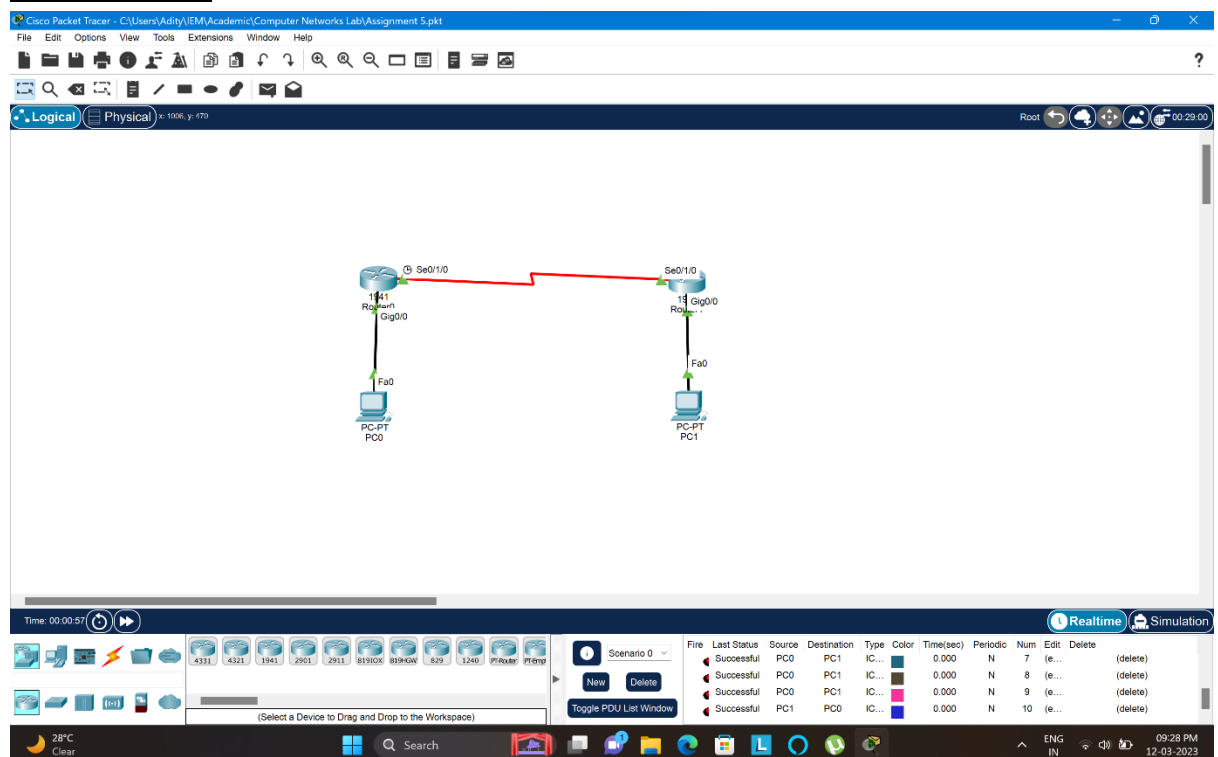 Cisco Packet Tracer - C:\Users\Adity\IEM\Academic\Computer Networks Lab\Assignment 5.pkt
File Edit Options View Tools Extensions Window Help
?
Logical Physical x: 1006, y: 470 Root 00:29:00
Se0/1/0 Se0/1/0
1941
Router0 Gig0/0
Gig0/0
Fa0
Fa0
PC-PT PC-PT
PC0 PC1
Time: 00:00:57 Realtime Simulation
4331 4321 1941 2901 2911 819IOX 819HGW 829 1240 PT-Router PT-Empt
(Select a Device to Drag and Drop to the Workspace)
Scenario 0
New Delete
Toggle PDU List Window
Fire Last Status Source Destination Type Color Time(sec) Periodic Num Edit Delete
Successful PC0 PC1 IC... 0.000 N 7 (e... (delete)
Successful PC0 PC1 IC... 0.000 N 8 (e... (delete)
Successful PC0 PC1 IC... 0.000 N 9 (e... (delete)
Successful PC1 PC0 IC... 0.000 N 10 (e... (delete)
28°C
Clear
Search
L
1
ENG
IN
09:28 PM
12-03-2023